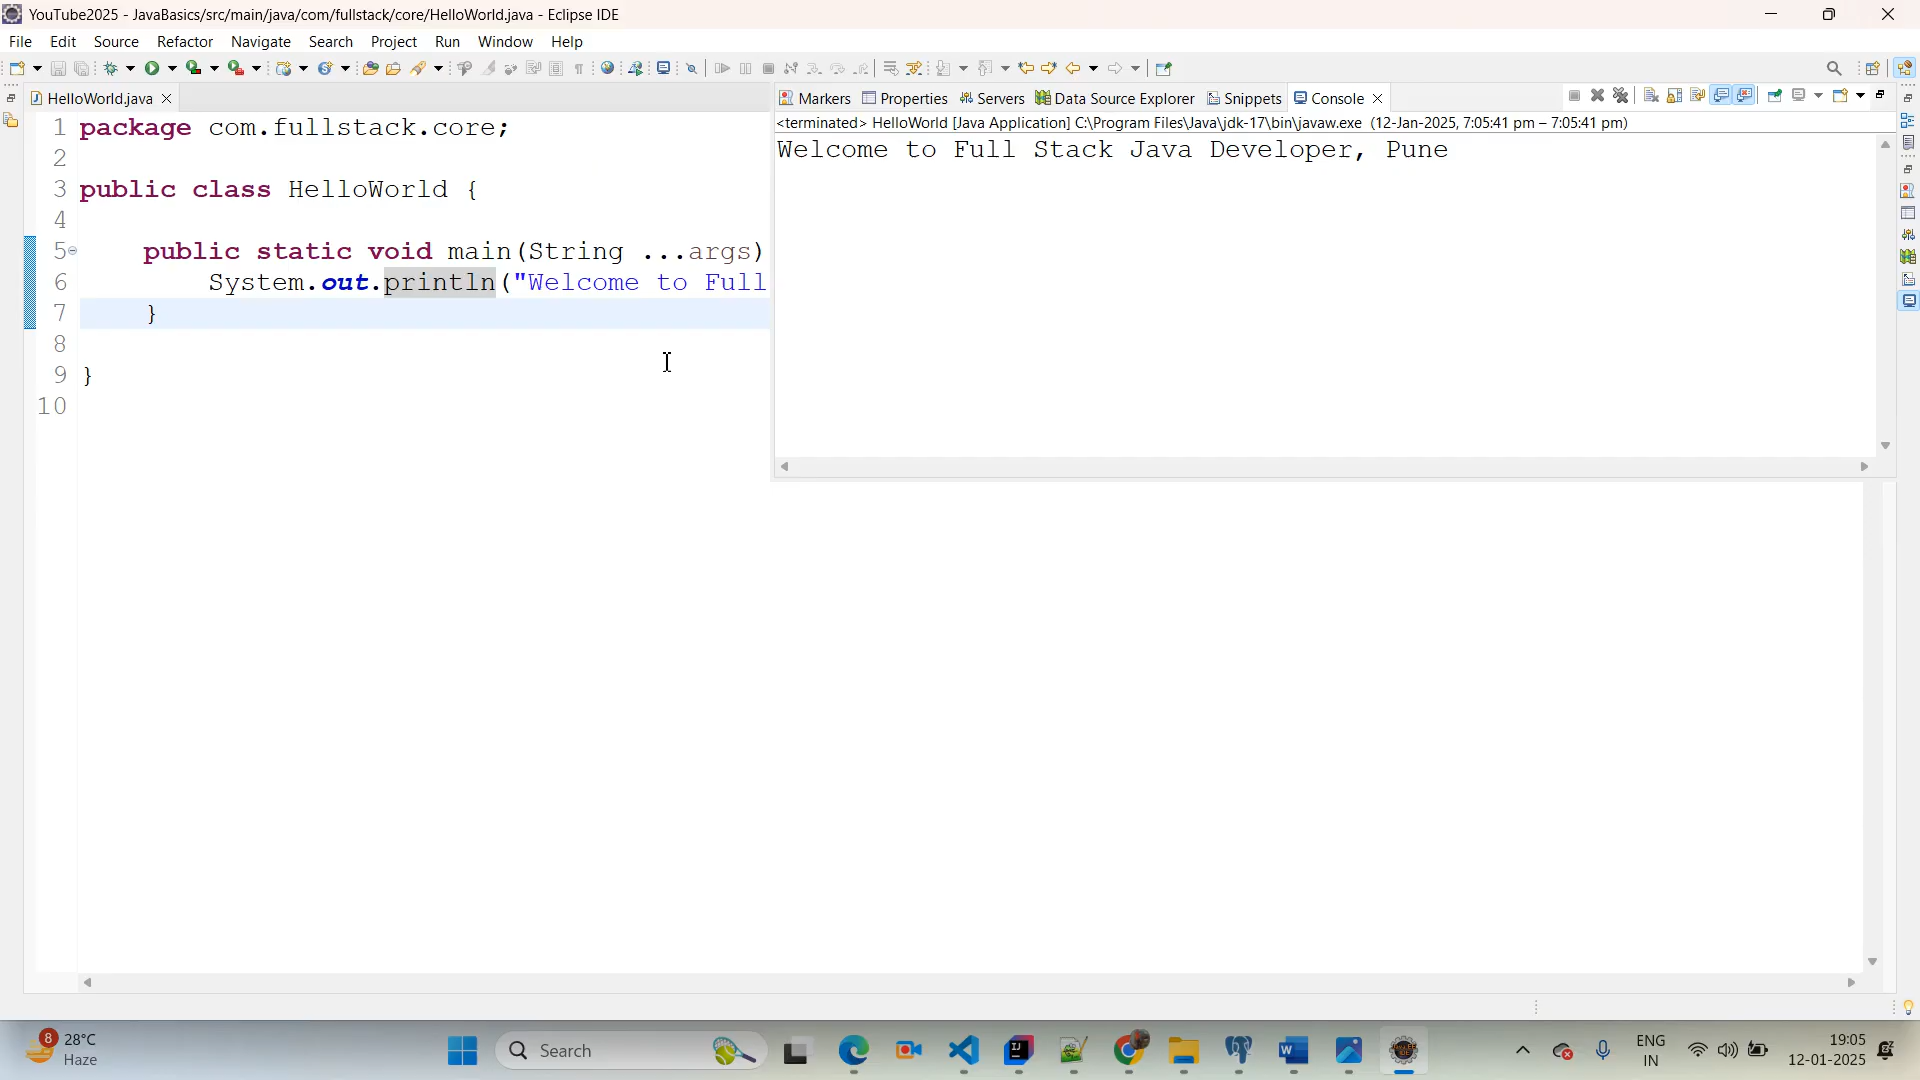 YouTube2025 - JavaBasics/src/main/java/com/fullstack/core/HelloWorld.java - Eclipse IDE
File Edit Source Refactor Navigate Search Project Run Window Help
HelloWorld.java
1 package com.fullstack.core;
2
3 public class HelloWorld {
4
5 public static void main(String ...args)
6 System.out.println("Welcome to Full
7 }
8
9 }
10
Markers Properties Servers Data Source Explorer Snippets Console
<terminated> HelloWorld [Java Application] C:\Program Files\Java\jdk-17\bin\javaw.exe (12-Jan-2025, 7:05:41 pm – 7:05:41 pm)
Welcome to Full Stack Java Developer, Pune
8
28°C
Haze
Search
ENG
IN
19:05
12-01-2025